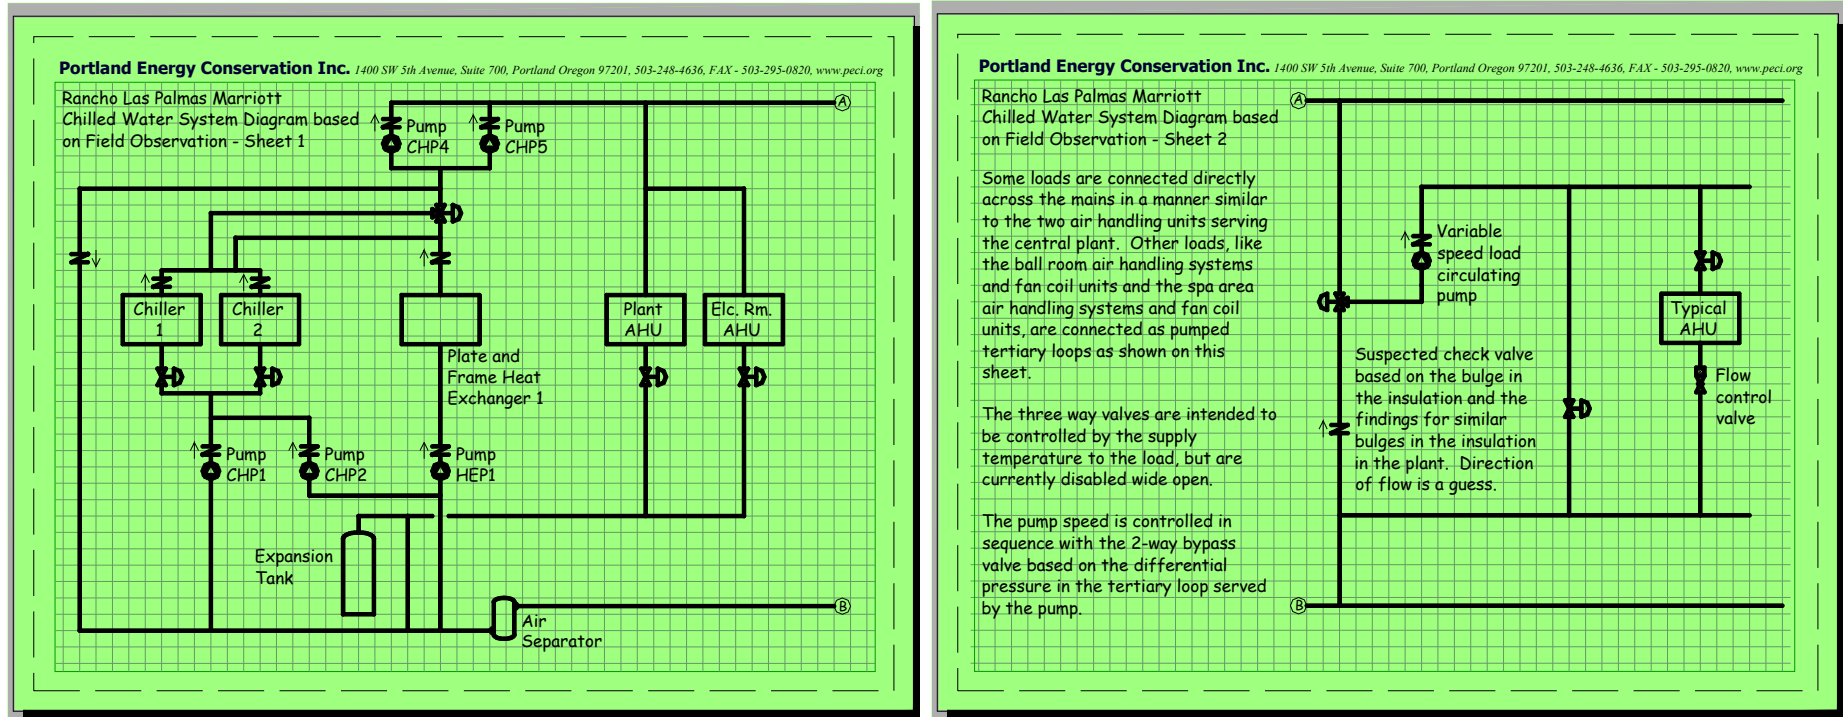 Portland Energy Conservation Inc. 1400 SW 5th Avenue, Suite 700, Portland Oregon 97201, 503-248-4636, FAX - 503-295-0820, www.peci.org
Rancho Las Palmas Marriott
Chilled Water System Diagram based
on Field Observation - Sheet 1
Pump
CHP4
Pump
CHP5
A
Chiller
1
Chiller
2
Plant
AHU
Elc. Rm.
AHU
Plate and
Frame Heat
Exchanger 1
Pump
CHP1
Pump
CHP2
Pump
HEP1
Expansion
Tank
B
Air
Separator
Portland Energy Conservation Inc. 1400 SW 5th Avenue, Suite 700, Portland Oregon 97201, 503-248-4636, FAX - 503-295-0820, www.peci.org
Rancho Las Palmas Marriott
Chilled Water System Diagram based
on Field Observation - Sheet 2
A
Some loads are connected directly
across the mains in a manner similar
to the two air handling units serving
the central plant. Other loads, like
the ball room air handling systems
and fan coil units and the spa area
air handling systems and fan coil
units, are connected as pumped
tertiary loops as shown on this
sheet.
The three way valves are intended to
be controlled by the supply
temperature to the load, but are
currently disabled wide open.
The pump speed is controlled in
sequence with the 2-way bypass
valve based on the differential
pressure in the tertiary loop served
by the pump.
Variable
speed load
circulating
pump
Typical
AHU
Suspected check valve
based on the bulge in
the insulation and the
findings for similar
bulges in the insulation
in the plant. Direction
of flow is a guess.
Flow
control
valve
B